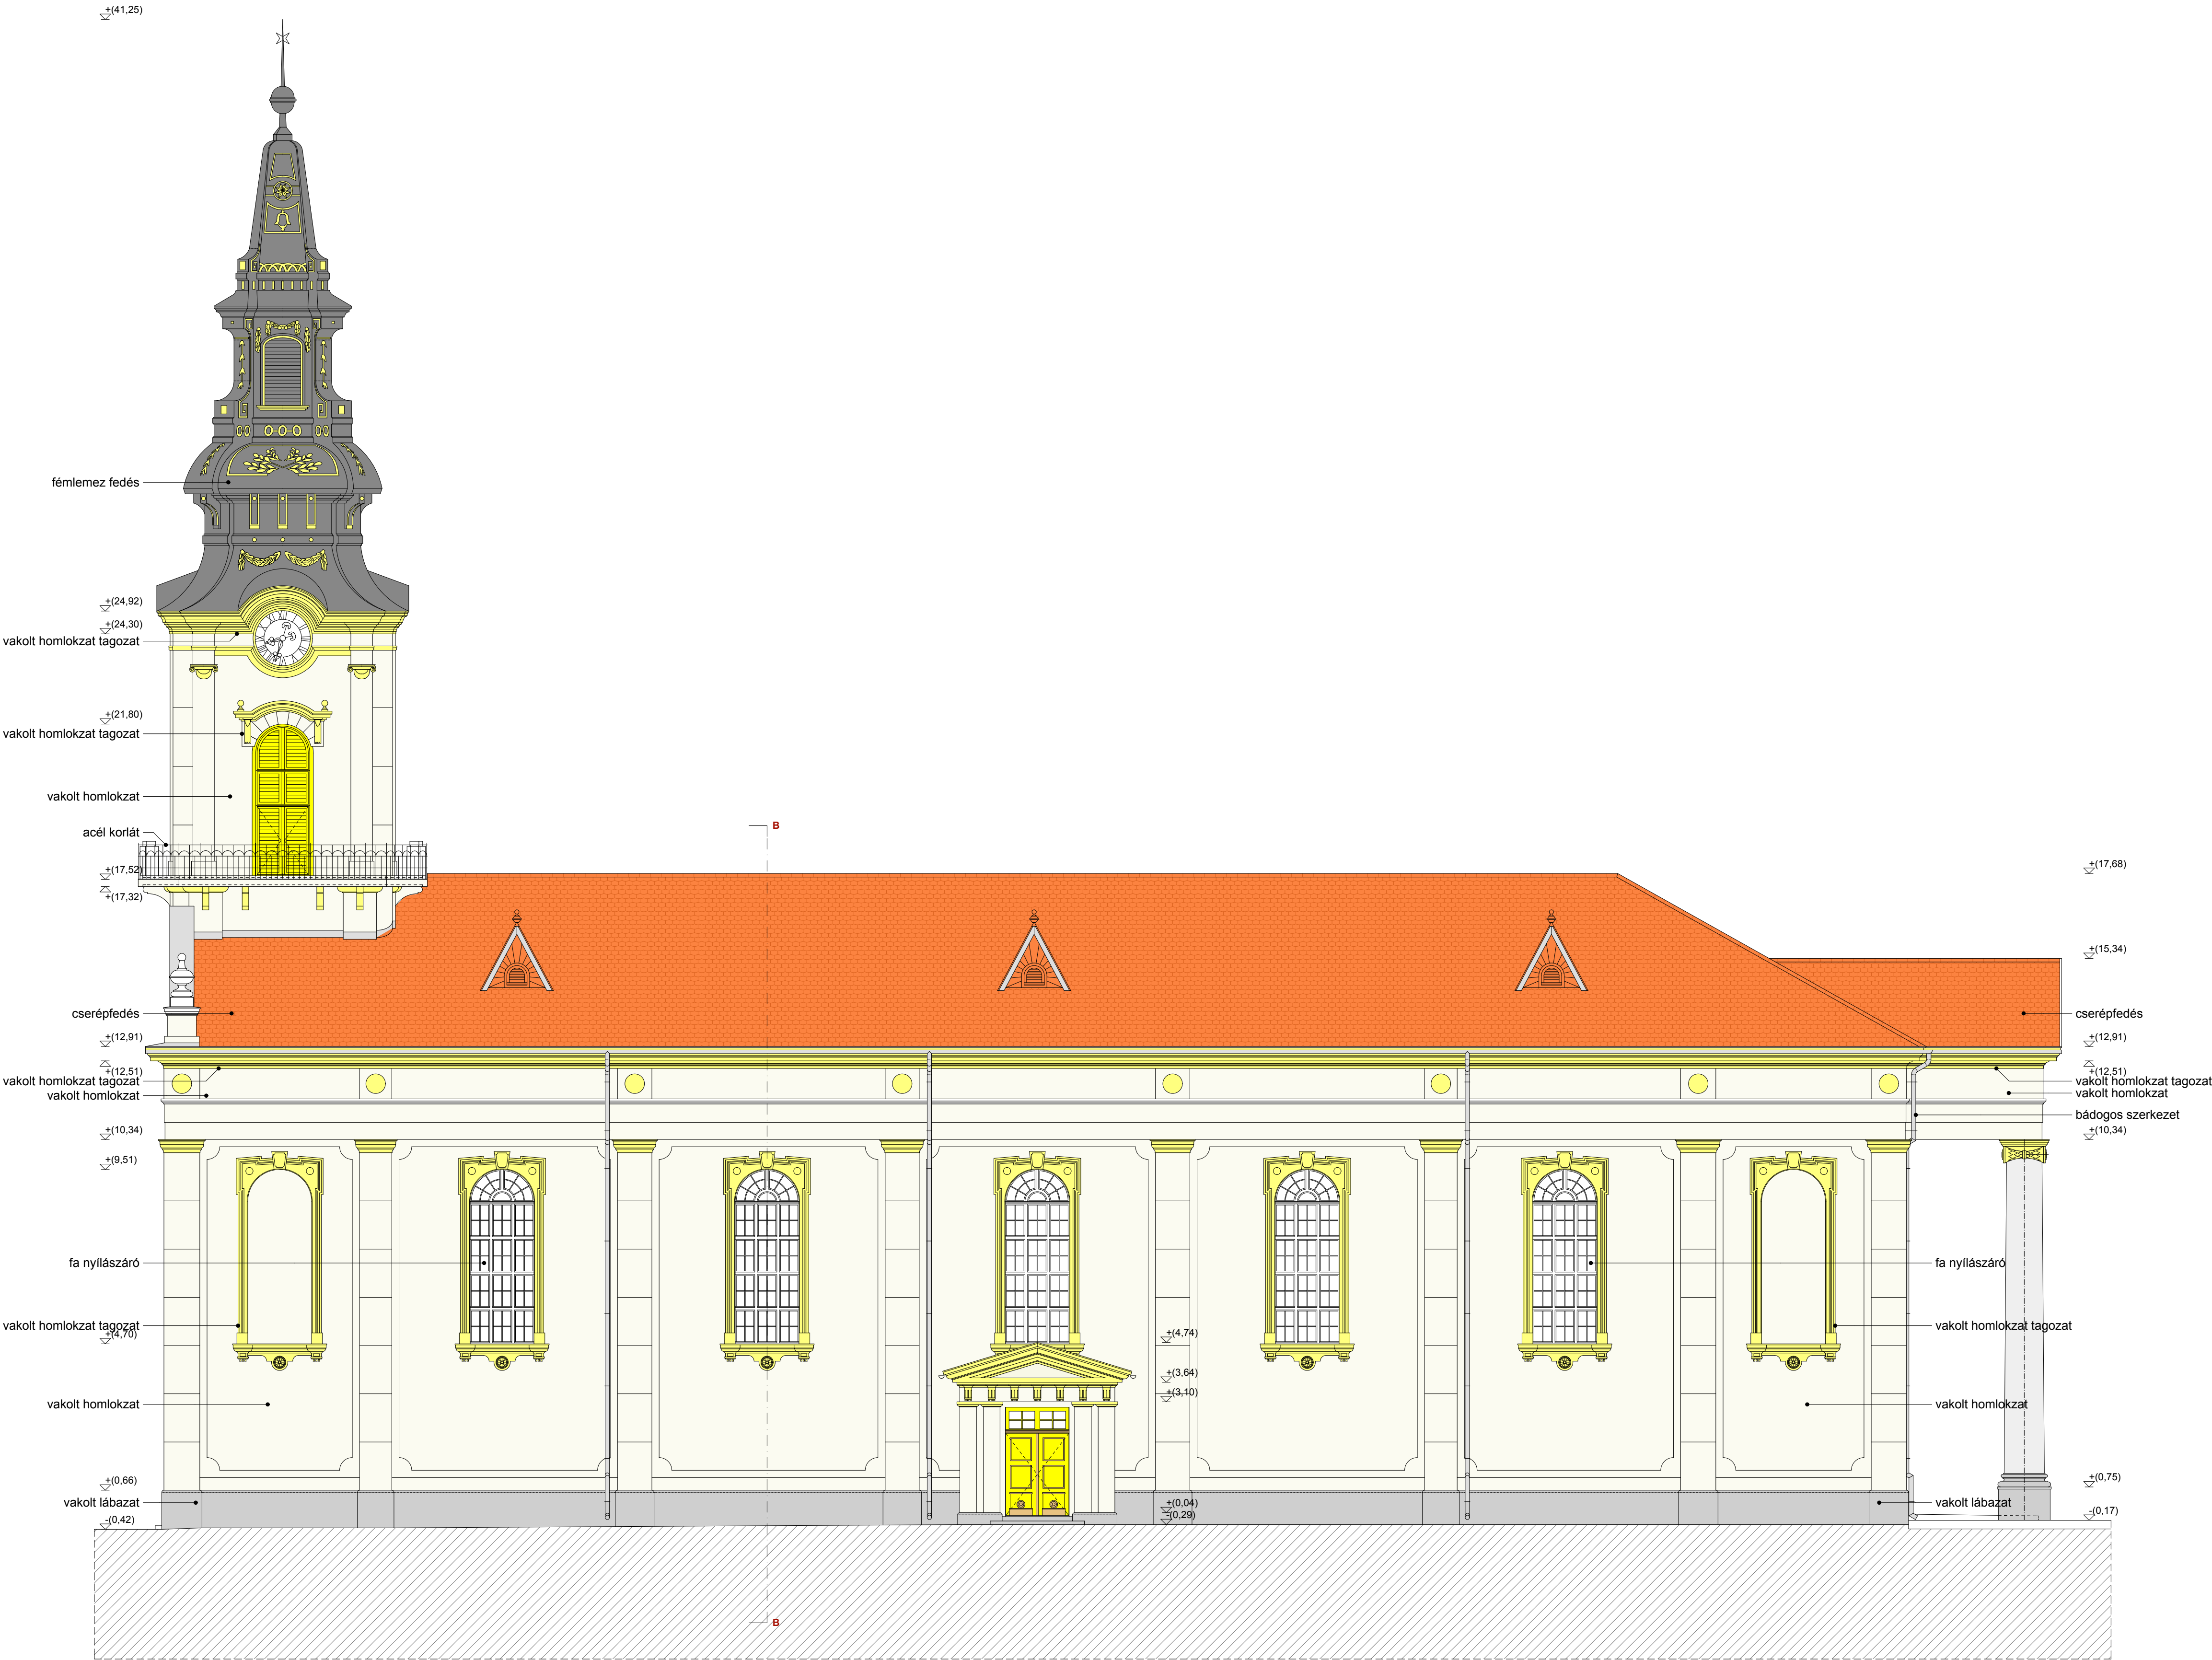 +(41,25)
fémlemez fedés
+(24,92)
+(24,30)
vakolt homlokzat tagozat
+(21,80)
vakolt homlokzat tagozat
vakolt homlokzat
B
acél korlát
+(17,52)
+(17,68)
+(17,32)
+(15,34)
cserépfedés
cserépfedés
+(12,91)
+(12,91)
+(12,51)
+(12,51)
vakolt homlokzat tagozat
vakolt homlokzat tagozat
vakolt homlokzat
vakolt homlokzat
bádogos szerkezet
+(10,34)
+(10,34)
+(9,51)
fa nyílászáró
fa nyílászáró
vakolt homlokzat tagozat
vakolt homlokzat tagozat
+(4,70)
+(4,74)
+(3,64)
+(3,10)
vakolt homlokzat
vakolt homlokzat
+(0,66)
+(0,75)
vakolt lábazat
+(0,04)
vakolt lábazat
-(0,42)
-(0,29)
-(0,17)
B